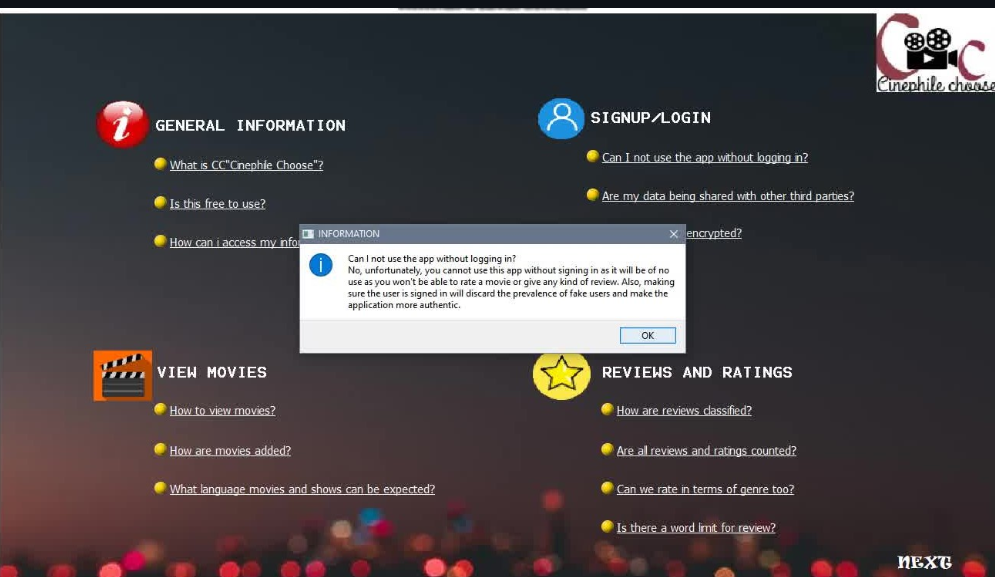 Cinephile choose
GENERAL INFORMATION
What is CC"Cinephile Choose"?
Is this free to use?
How can i access my
SIGNUP/LOGIN
Can I not use the app without logging in?
Are my data being shared with other third parties?
encrypted?
INFORMATION
Can I not use the app without logging in?
No, unfortunately, you cannot use this app without signing in as it will be of no
use as you won't be able to rate a movie or give any kind of review. Also, making
sure the user is signed in will discard the prevalence of fake users and make the
application more authentic.
OK
VIEW MOVIES
How to view movies?
How are movies added?
What language movies and shows can be expected?
REVIEWS AND RATINGS
How are reviews classified?
Are all reviews and ratings counted?
Can we rate in terms of genre too?
Is there a word limit for review?
NEXT